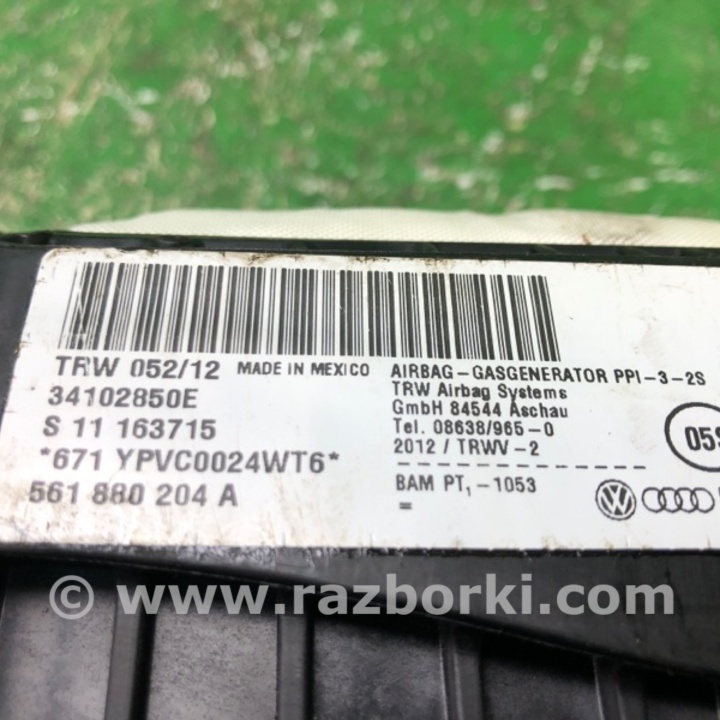 TRW 052/12 MADE IN MEXICO
34102850E
S 11 163715
*671 YPVC0024WT6*
561 880 204 A
AIRBAG-GASGENERATOR PPI-3-2S
TRW Airbag Systems
GmbH 84544 Aschau
Tel. 08638/965-0
2012/TRWV-2
BAM PT₁-1053
=
© www.razborki.com